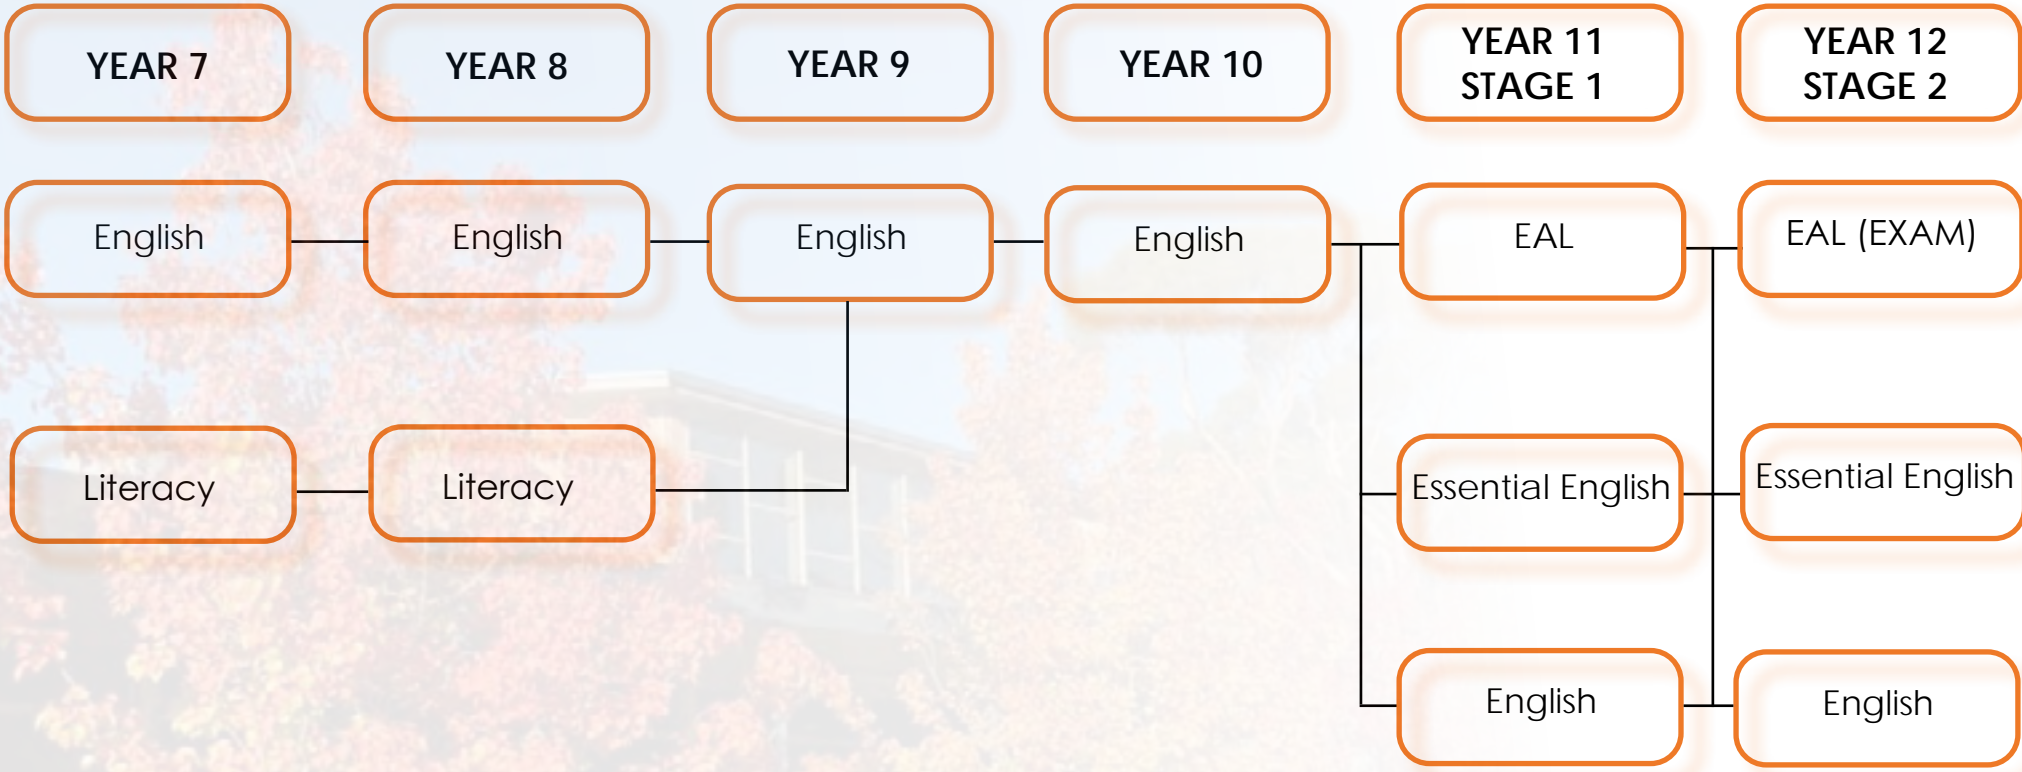 YEAR 7
YEAR 8
YEAR 9
YEAR 10
YEAR 11
STAGE 1
YEAR 12
STAGE 2
English
English
English
English
EAL
EAL (EXAM)
Literacy
Literacy
Essential English
Essential English
English
English